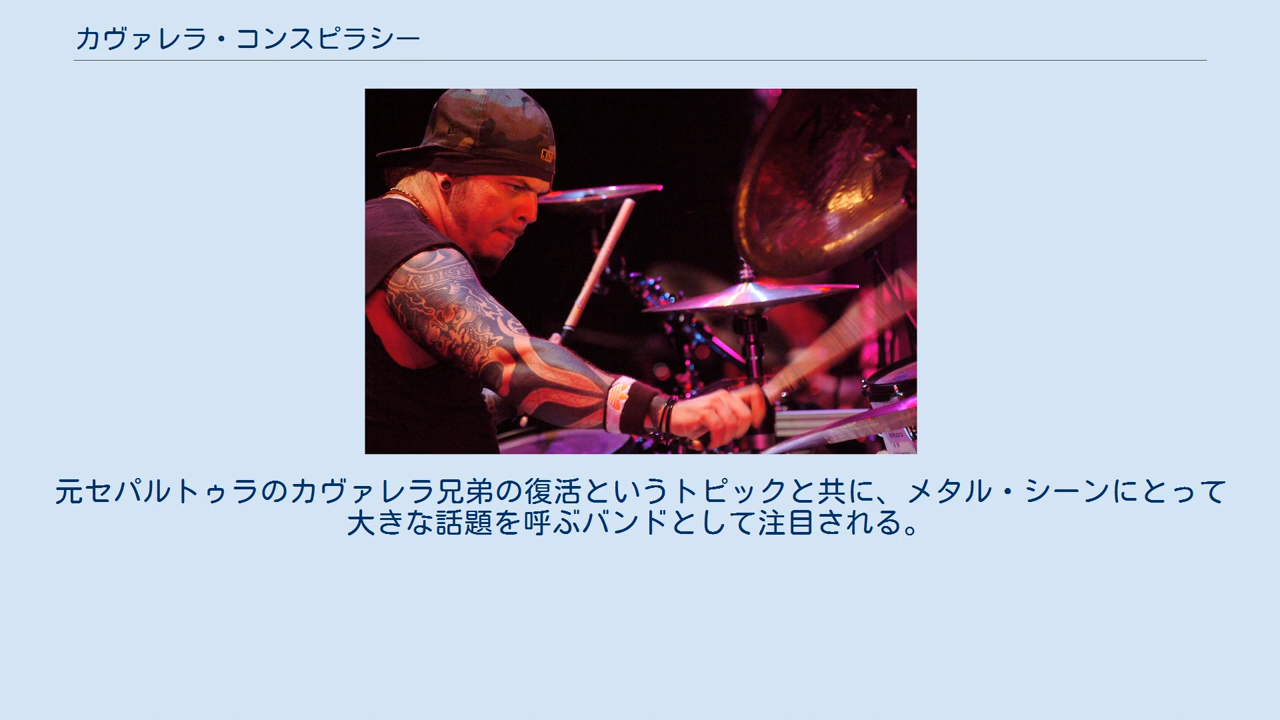 カヴァレラ・コンスピラシー
元セパルトゥラのカヴァレラ兄弟の復活というトピックと共に、メタル・シーンにとって
大きな話題を呼ぶバンドとして注目される。